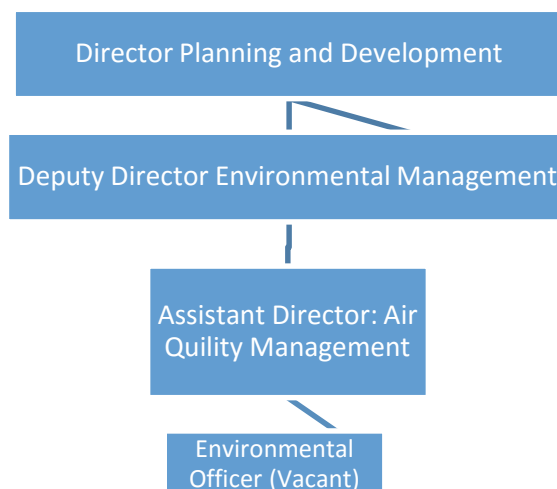 Director Planning and Development
Deputy Director Environmental Management
Assistant Director: Air
Quility Management
Environmental
Officer (Vacant)